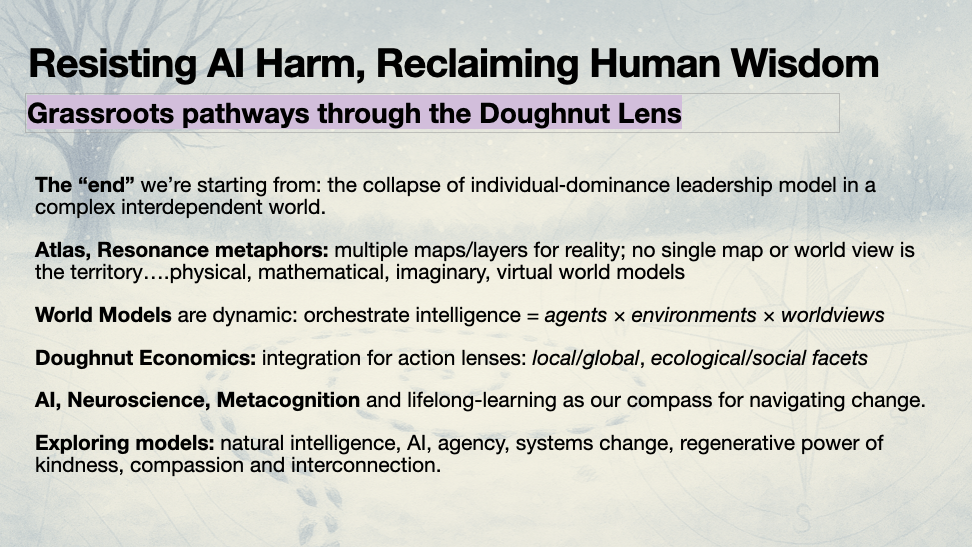 Resisting AI Harm, Reclaiming Human Wisdom
Grassroots pathways through the Doughnut Lens
The “end” we’re starting from: the collapse of individual-dominance leadership model in a
complex interdependent world.
Atlas, Resonance metaphors: multiple maps/layers for reality; no single map or world view is
the territory….physical, mathematical, imaginary, virtual world models
World Models are dynamic: orchestrate intelligence = agents × environments × worldviews
Doughnut Economics: integration for action lenses: local/global, ecological/social facets
AI, Neuroscience, Metacognition and lifelong-learning as our compass for navigating change.
Exploring models: natural intelligence, AI, agency, systems change, regenerative power of
kindness, compassion and interconnection.
S